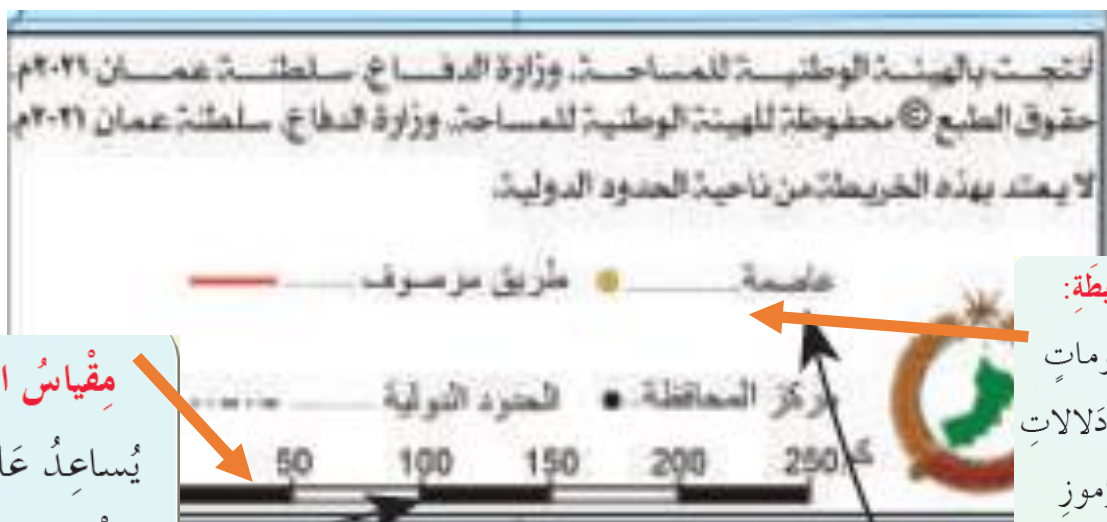 أنتجت بالهيئة الوطنية للمساحة، وزارة الدفاع، سلطنة عمان ٢٠٢١م.
حقوق الطبع © محفوظة للهيئة الوطنية للمساحة، وزارة الدفاع، سلطنة عمان ٢٠٢١م.
لا يعتد بهذه الخريطة من ناحية الحدود الدولية.
عاصمة طريق مرصوف
مركز المحافظة الحدود الدولية
50 100 150 200 250 ك
مِقْياسُ ا
يُساعِدُ عَا
يطَةِ:
رماتٍ
دَلالاتِ
موزِ